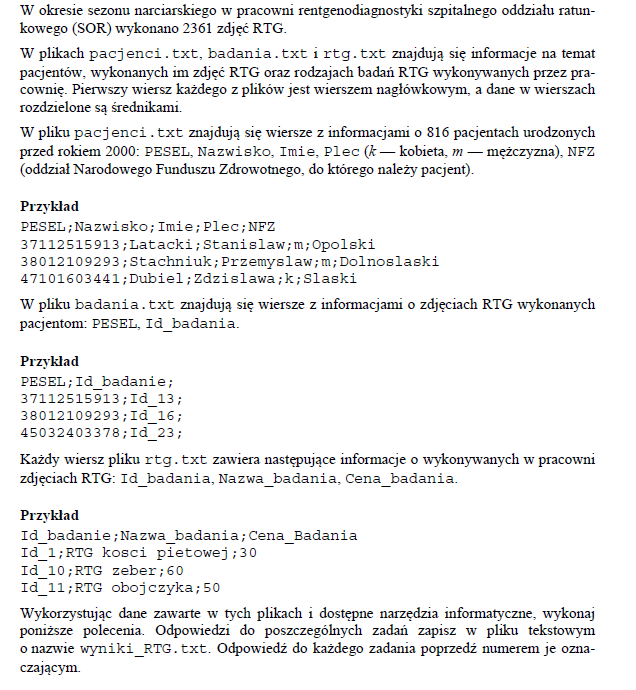 W okresie sezonu narciarskiego w pracowni rentgenodiagnostyki szpitalnego oddziału ratun-
kowego (SOR) wykonano 2361 zdjęć RTG.
W plikach pacjenci.txt, badania.txt i rtg.txt znajdują się informacje na temat
pacjentów, wykonanych im zdjęć RTG oraz rodzajach badań RTG wykonywanych przez pra-
cownię. Pierwszy wiersz każdego z plików jest wierszem nagłówkowym, a dane w wierszach
rozdzielone są średnikami.
W pliku pacjenci.txt znajdują się wiersze z informacjami o 816 pacjentach urodzonych
przed rokiem 2000: PESEL, Nazwisko, Imie, Plec (k — kobieta, m — mężczyzna), NFZ
(oddział Narodowego Funduszu Zdrowotnego, do którego należy pacjent).
Przykład
PESEL;Nazwisko;Imie;Plec;NFZ
37112515913;Latacki;Stanislaw;m;Opolski
38012109293;Stachniuk;Przemyslaw;m;Dolnoslaski
47101603441;Dubiel;Zdzislawa;k;Slaski
W pliku badania.txt znajdują się wiersze z informacjami o zdjęciach RTG wykonanych
pacjentom: PESEL, Id_badania.
Przykład
PESEL;Id_badanie;
37112515913;Id_13;
38012109293;Id_16;
45032403378;Id_23;
Każdy wiersz pliku rtg.txt zawiera następujące informacje o wykonywanych w pracowni
zdjęciach RTG: Id_badania, Nazwa_badania, Cena_badania.
Przykład
Id_badanie;Nazwa_badania;Cena_Badania
Id_1;RTG kosci pietowej;30
Id_10;RTG zeber;60
Id_11;RTG obojczyka;50
Wykorzystując dane zawarte w tych plikach i dostępne narzędzia informatyczne, wykonaj
poniższe polecenia. Odpowiedzi do poszczególnych zadań zapisz w pliku tekstowym
o nazwie wyniki_RTG.txt. Odpowiedź do każdego zadania poprzedź numerem je ozna-
czającym.